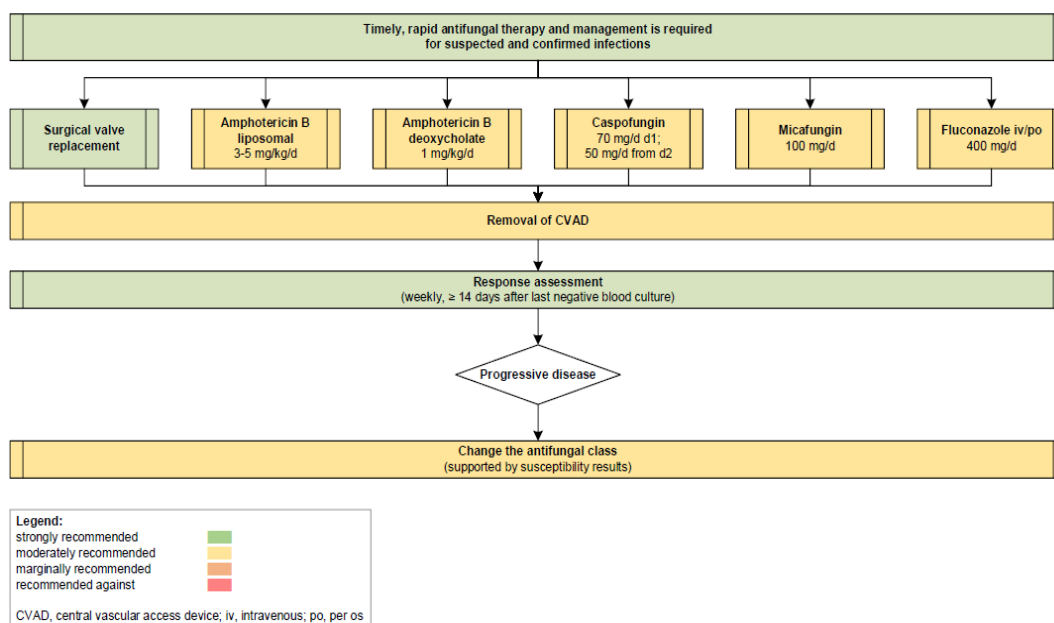 Timely, rapid antifungal therapy and management is required
for suspected and confirmed infections
Surgical valve
replacement
Amphotericin B
liposomal
3-5 mg/kg/d
Amphotericin B
deoxycholate
1 mg/kg/d
Caspofungin
70 mg/d d1;
50 mg/d from d2
Micafungin
100 mg/d
Fluconazole iv/po
400 mg/d
Removal of CVAD
Response assessment
(weekly, ≥ 14 days after last negative blood culture)
Progressive disease
Change the antifungal class
(supported by susceptibility results)
Legend:
strongly recommended
moderately recommended
marginally recommended
recommended against
CVAD, central vascular access device; iv, intravenous; po, per os